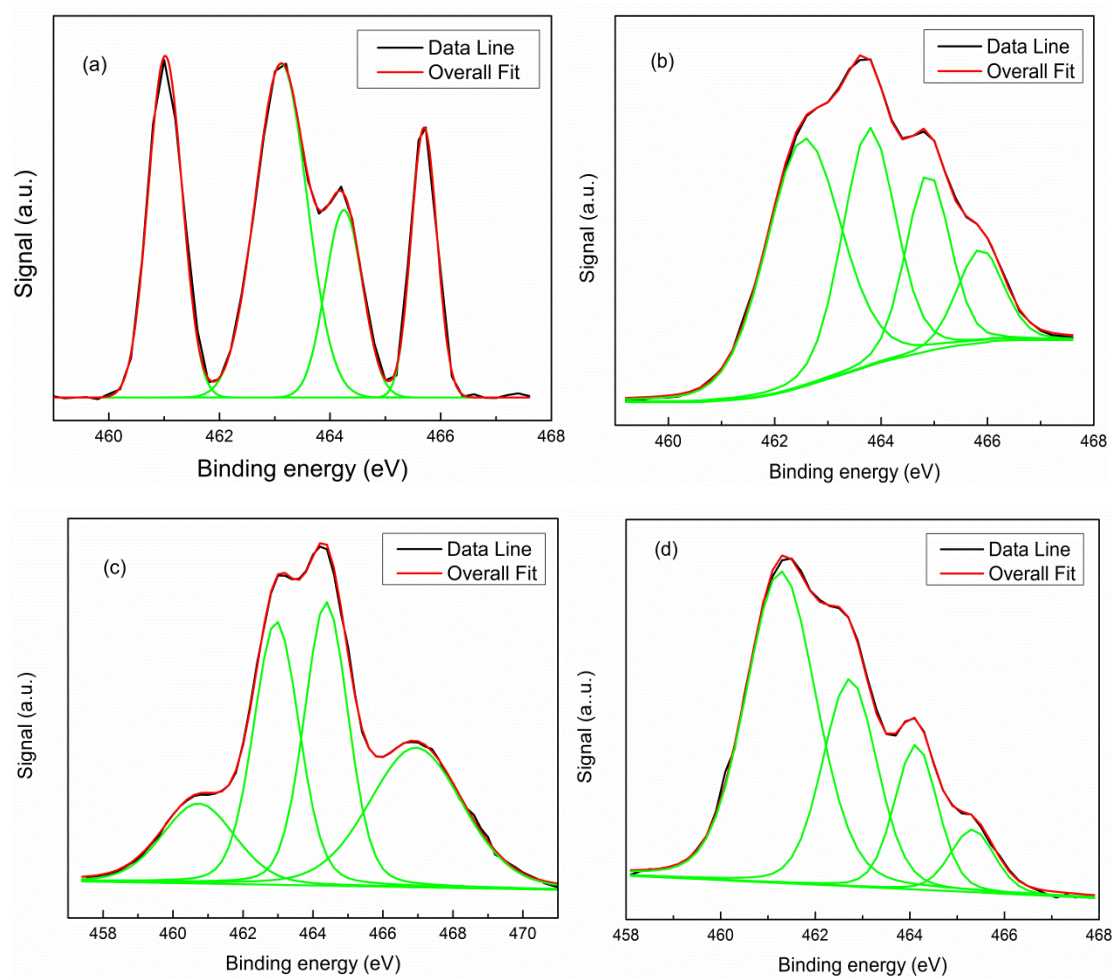 (a)
Data Line
Overall Fit
Signal (a.u.)
460 462 464 466 468
Binding energy (eV)
(b)
Data Line
Overall Fit
Signal (a.u.)
460 462 464 466 468
Binding energy (eV)
(c)
Data Line
Overall Fit
Signal (a.u.)
458 460 462 464 466 468 470
Binding energy (eV)
(d)
Data Line
Overall Fit
Signal (a..u.)
458 460 462 464 466 468
Binding energy (eV)